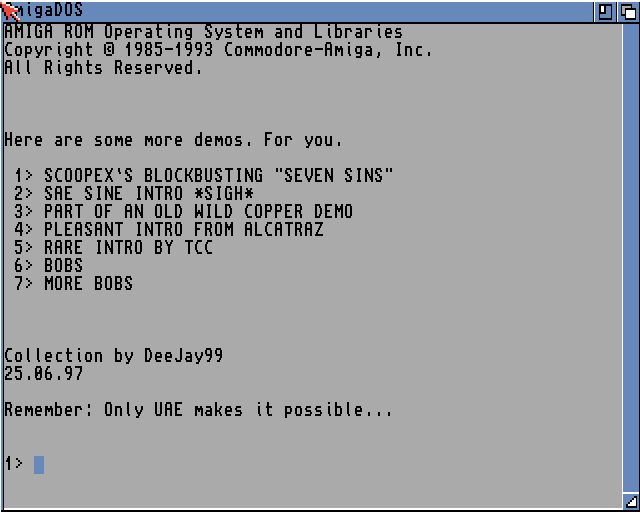 AmigaDOS
AMIGA ROM Operating System and Libraries
Copyright © 1985-1993 Commodore-Amiga, Inc.
All Rights Reserved.
Here are some more demos. For you.
1> SCOOPEX'S BLOCKBUSTING "SEVEN SINS"
2> SAE SINE INTRO *SIGH*
3> PART OF AN OLD WILD COPPER DEMO
4> PLEASANT INTRO FROM ALCATRAZ
5> RARE INTRO BY TCC
6> BOBS
7> MORE BOBS
Collection by DeeJay99
25.06.97
Remember: Only UAE makes it possible...
1>